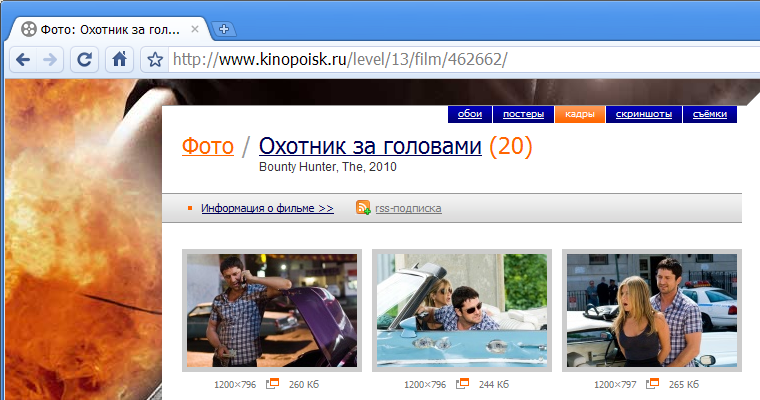 Фото: Охотник за гол...
http://www.kinopoisk.ru/level/13/film/462662/
обои постеры кадры скриншоты съёмки
Фото / Охотник за головами (20)
Bounty Hunter, The, 2010
Информация о фильме >> rss-подписка
1200×796 260 Кб 1200×796 244 Кб 1200×797 265 Кб